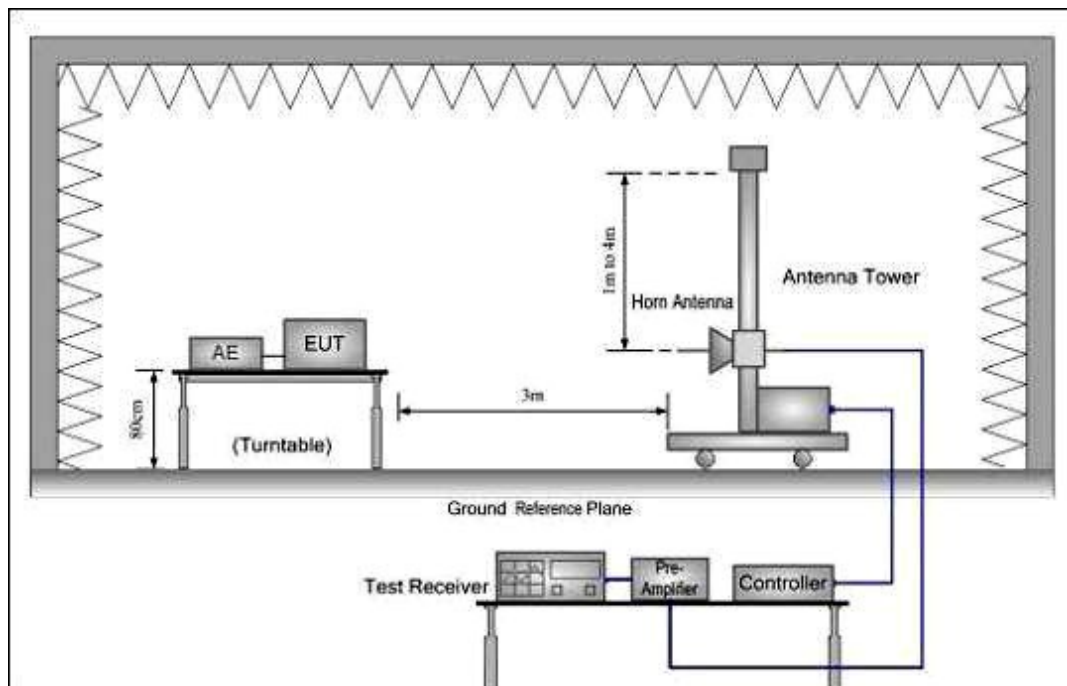 1m to 4m
Antenna Tower
Horn Antenna
AE
EUT
3m
80cm
(Turntable)
Ground Reference Plane
Test Receiver
Pre-
Amplifier
Controller